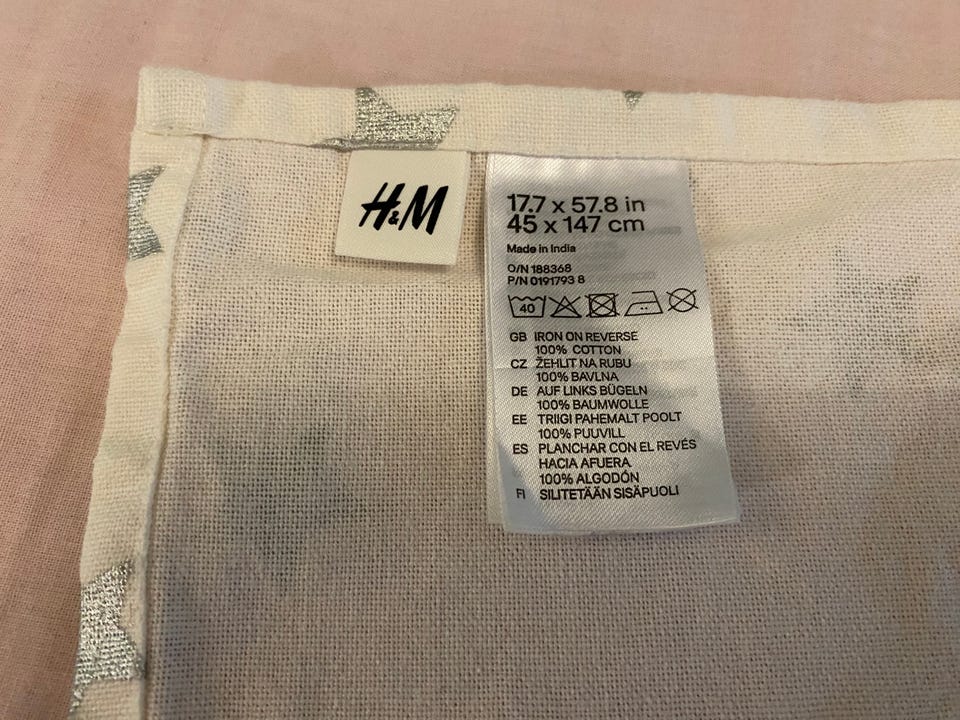 H&M
17.7 x 57.8 in
45 x 147 cm
Made in India
O/N 188368
P/N 0191793 8
40
GB IRON ON REVERSE
100% COTTON
CZ ŽEHLIT NA RUBU
100% BAVLNA
DE AUF LINKS BÜGELN
100% BAUMWOLLE
EE TRIIGI PAHEMALT POOLT
100% PUUVILL
ES PLANCHAR CON EL REVÉS
HACIA AFUERA
100% ALGODÓN
FI SILITETÄÄN SISÄPUOLI